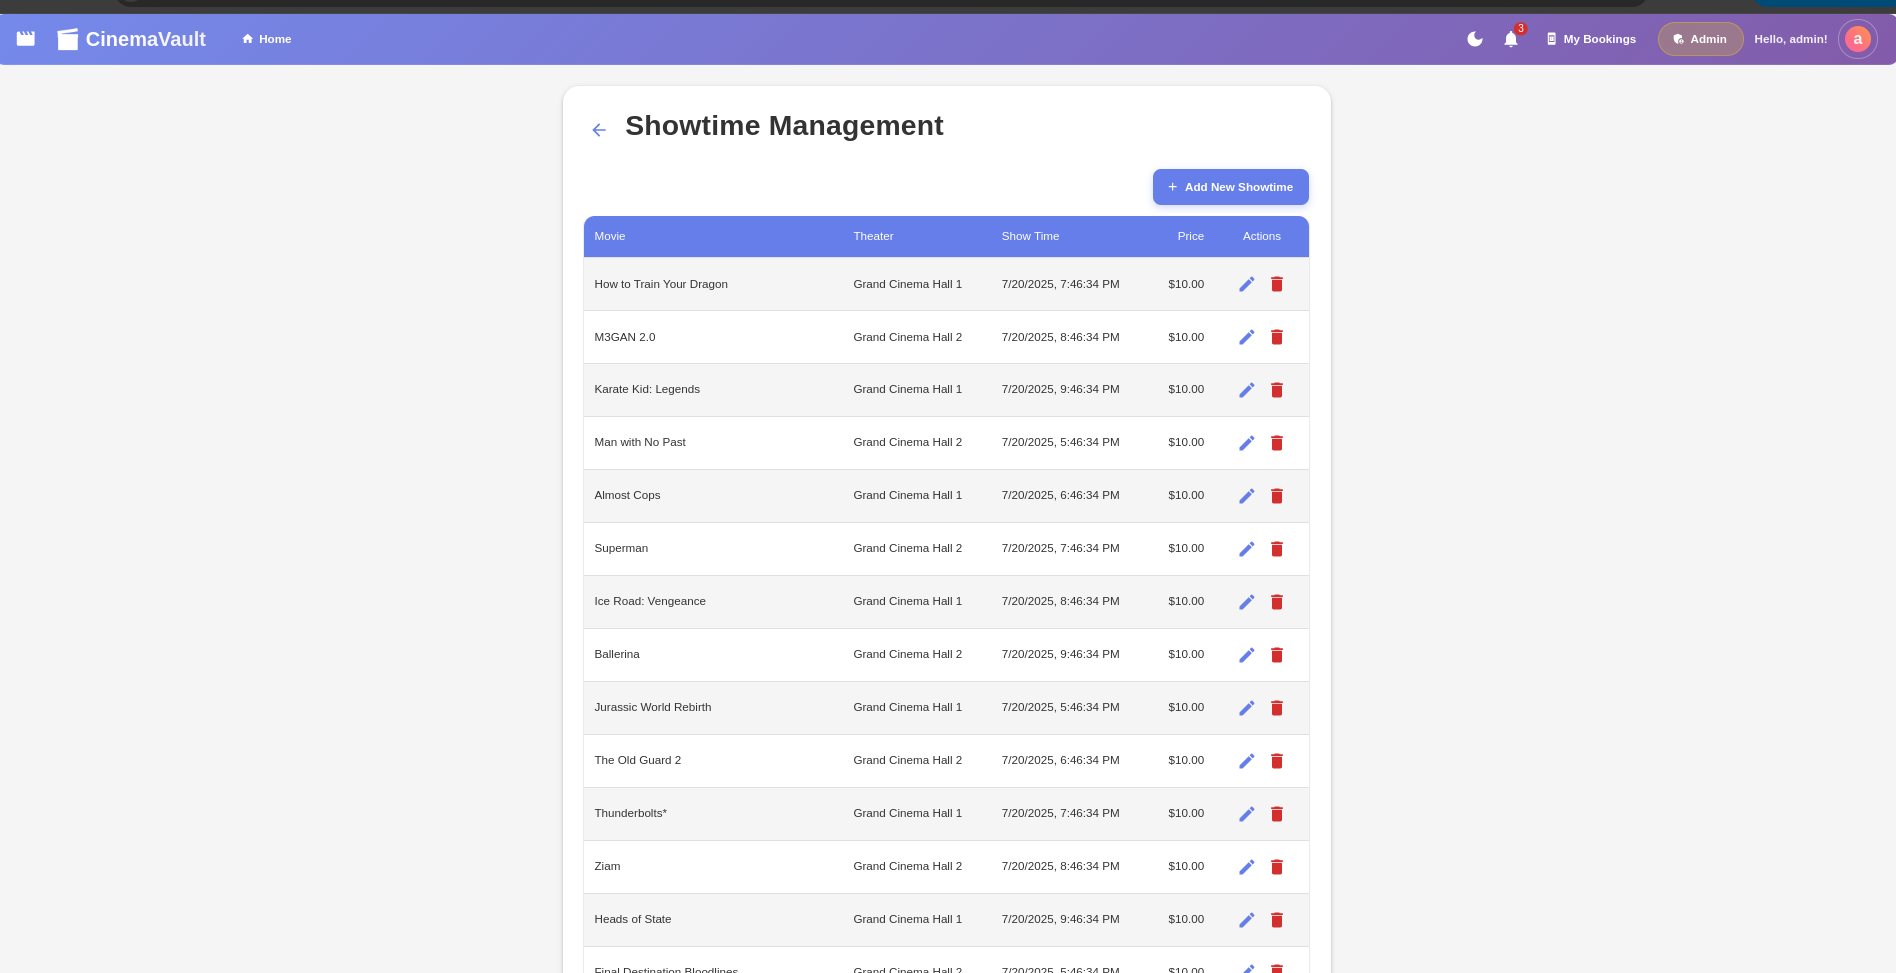 CinemaVault Home 3 My Bookings Admin Hello, admin! a
Showtime Management
+ Add New Showtime
Movie Theater Show Time Price Actions
How to Train Your Dragon Grand Cinema Hall 1 7/20/2025, 7:46:34 PM $10.00
M3GAN 2.0 Grand Cinema Hall 2 7/20/2025, 8:46:34 PM $10.00
Karate Kid: Legends Grand Cinema Hall 1 7/20/2025, 9:46:34 PM $10.00
Man with No Past Grand Cinema Hall 2 7/20/2025, 5:46:34 PM $10.00
Almost Cops Grand Cinema Hall 1 7/20/2025, 6:46:34 PM $10.00
Superman Grand Cinema Hall 2 7/20/2025, 7:46:34 PM $10.00
Ice Road: Vengeance Grand Cinema Hall 1 7/20/2025, 8:46:34 PM $10.00
Ballerina Grand Cinema Hall 2 7/20/2025, 9:46:34 PM $10.00
Jurassic World Rebirth Grand Cinema Hall 1 7/20/2025, 5:46:34 PM $10.00
The Old Guard 2 Grand Cinema Hall 2 7/20/2025, 6:46:34 PM $10.00
Thunderbolts* Grand Cinema Hall 1 7/20/2025, 7:46:34 PM $10.00
Ziam Grand Cinema Hall 2 7/20/2025, 8:46:34 PM $10.00
Heads of State Grand Cinema Hall 1 7/20/2025, 9:46:34 PM $10.00
Final Destination Bloodlines Grand Cinema Hall 2 7/20/2025, 5:46:34 PM $10.00